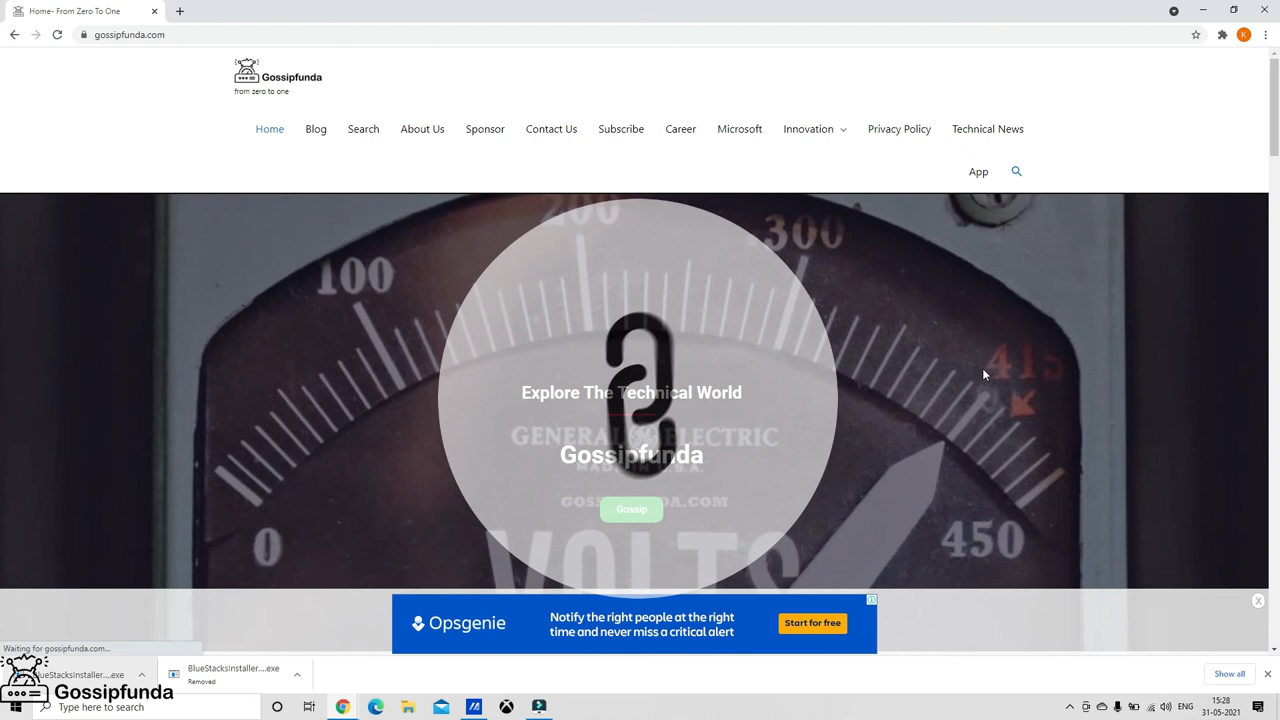 Home- From Zero To One
gossipfunda.com
K
Gossipfunda
from zero to one
Home Blog Search About Us Sponsor Contact Us Subscribe Career Microsoft Innovation Privacy Policy Technical News
App
200
300
100
415
Explore The Technical World
GENERAL ELECTRIC
Gossipfunda
MADE IN U.S.A.
Gossip
VOLTS
0
450
Opsgenie
Notify the right people at the right
time and never miss a critical alert
Start for free
X
Waiting for gossipfunda.com...
BlueStacksInstaller....exe
BlueStacksInstaller....exe
Removed
Show all
Gossipfunda
Type here to search
ENG
15:28
31-05-2021